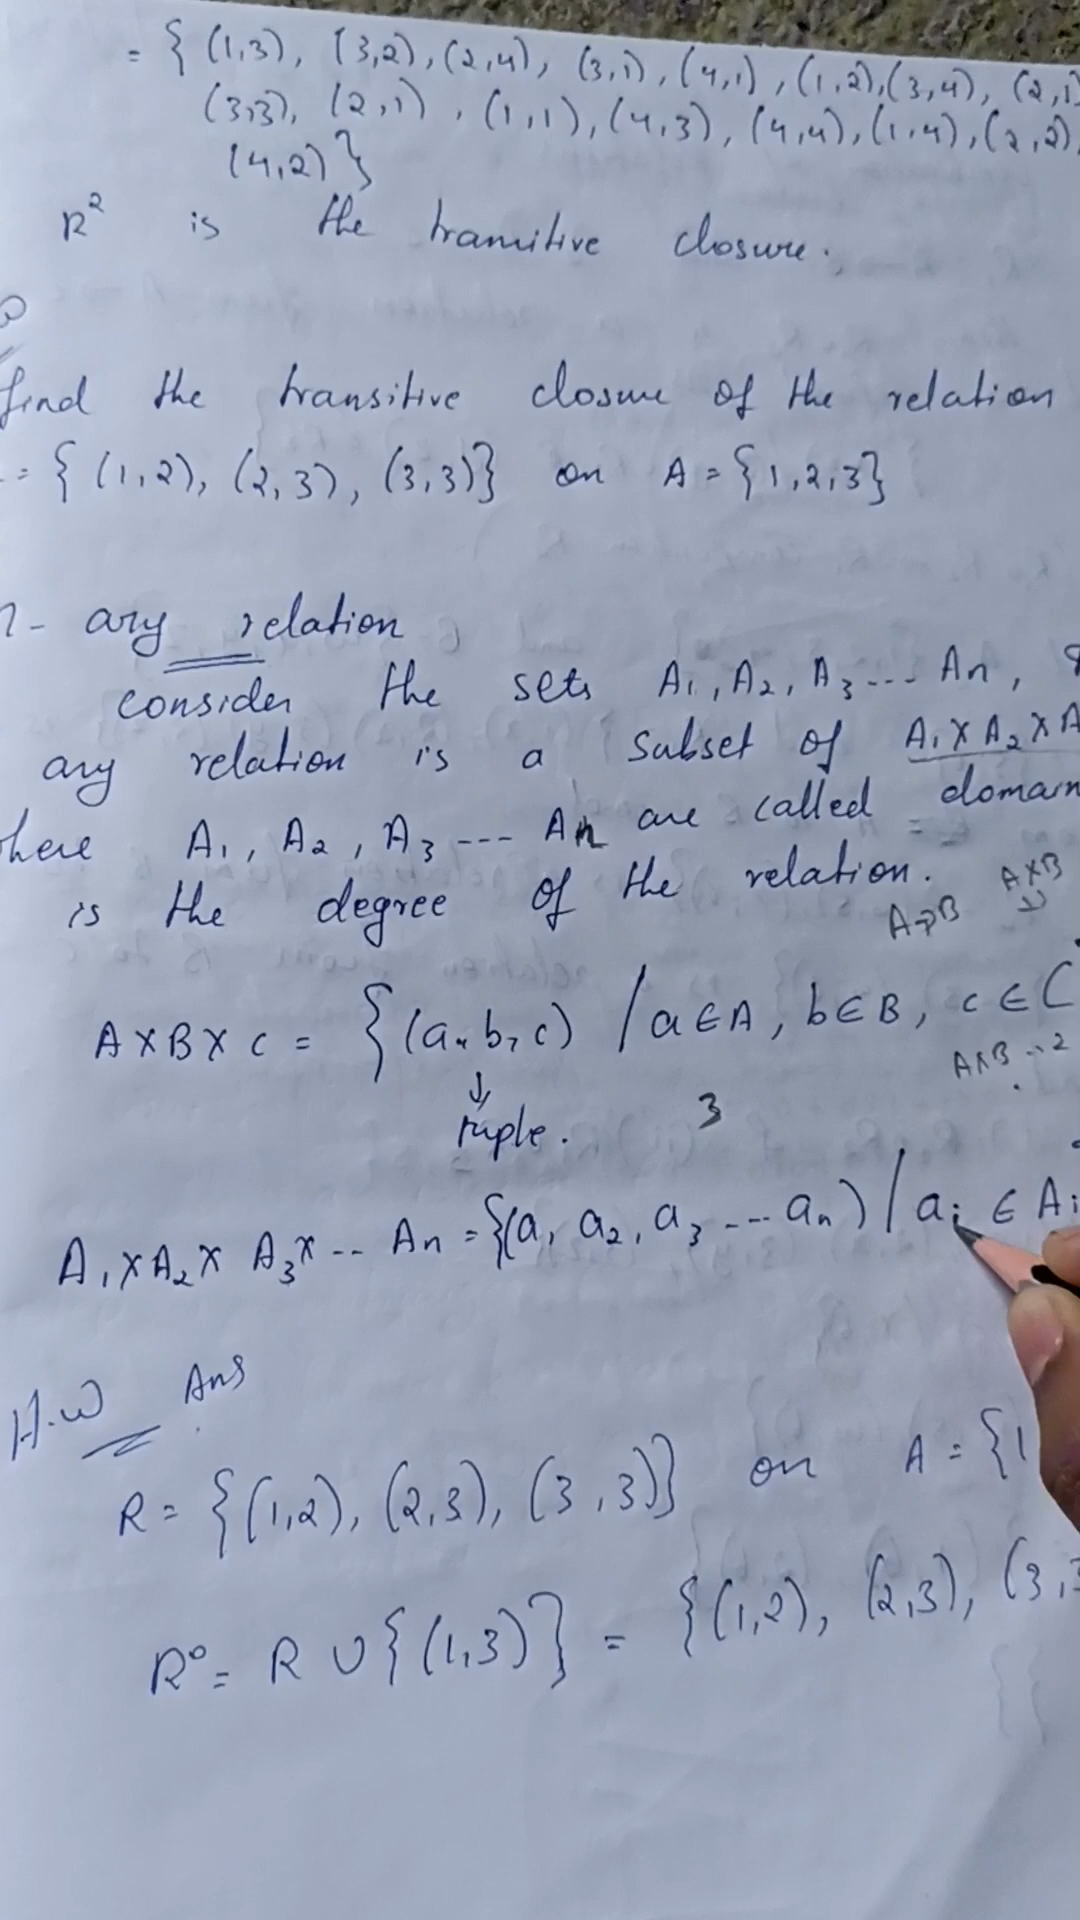 = { (1,3), (3,2), (2,4), (3,1), (4,1), (1,2), (3,4), (2,1
(3,3), (2,1), (1,1), (4,3), (4,4), (1,4), (2,2),
(4,2)}
R² is the transitive closure.
find the transitive closure of the relation
= { (1,2), (2,3), (3,3)} on A = {1,2,3}
n- ary relation
consider the sets A₁, A₂, A₃ --- An,
ary relation is a subset of A₁ X A₂ X A
here A₁, A₂, A₃ --- An are called domain
is the degree of the relation.
A→B
AXB
↓
A X B X C = { (a, b, c) / a ∈ A, b ∈ B, c ∈ C
↓
tuple.
3
A₁ X A₂ X A₃ X -- An = {(a, a₂, a₃ --- an) / ai ∈ Ai
H.W Ans
R = {(1,2), (2,3), (3,3)} on A = {1
R° = R ∪ {(1,3)} = {(1,2), (2,3), (3,3